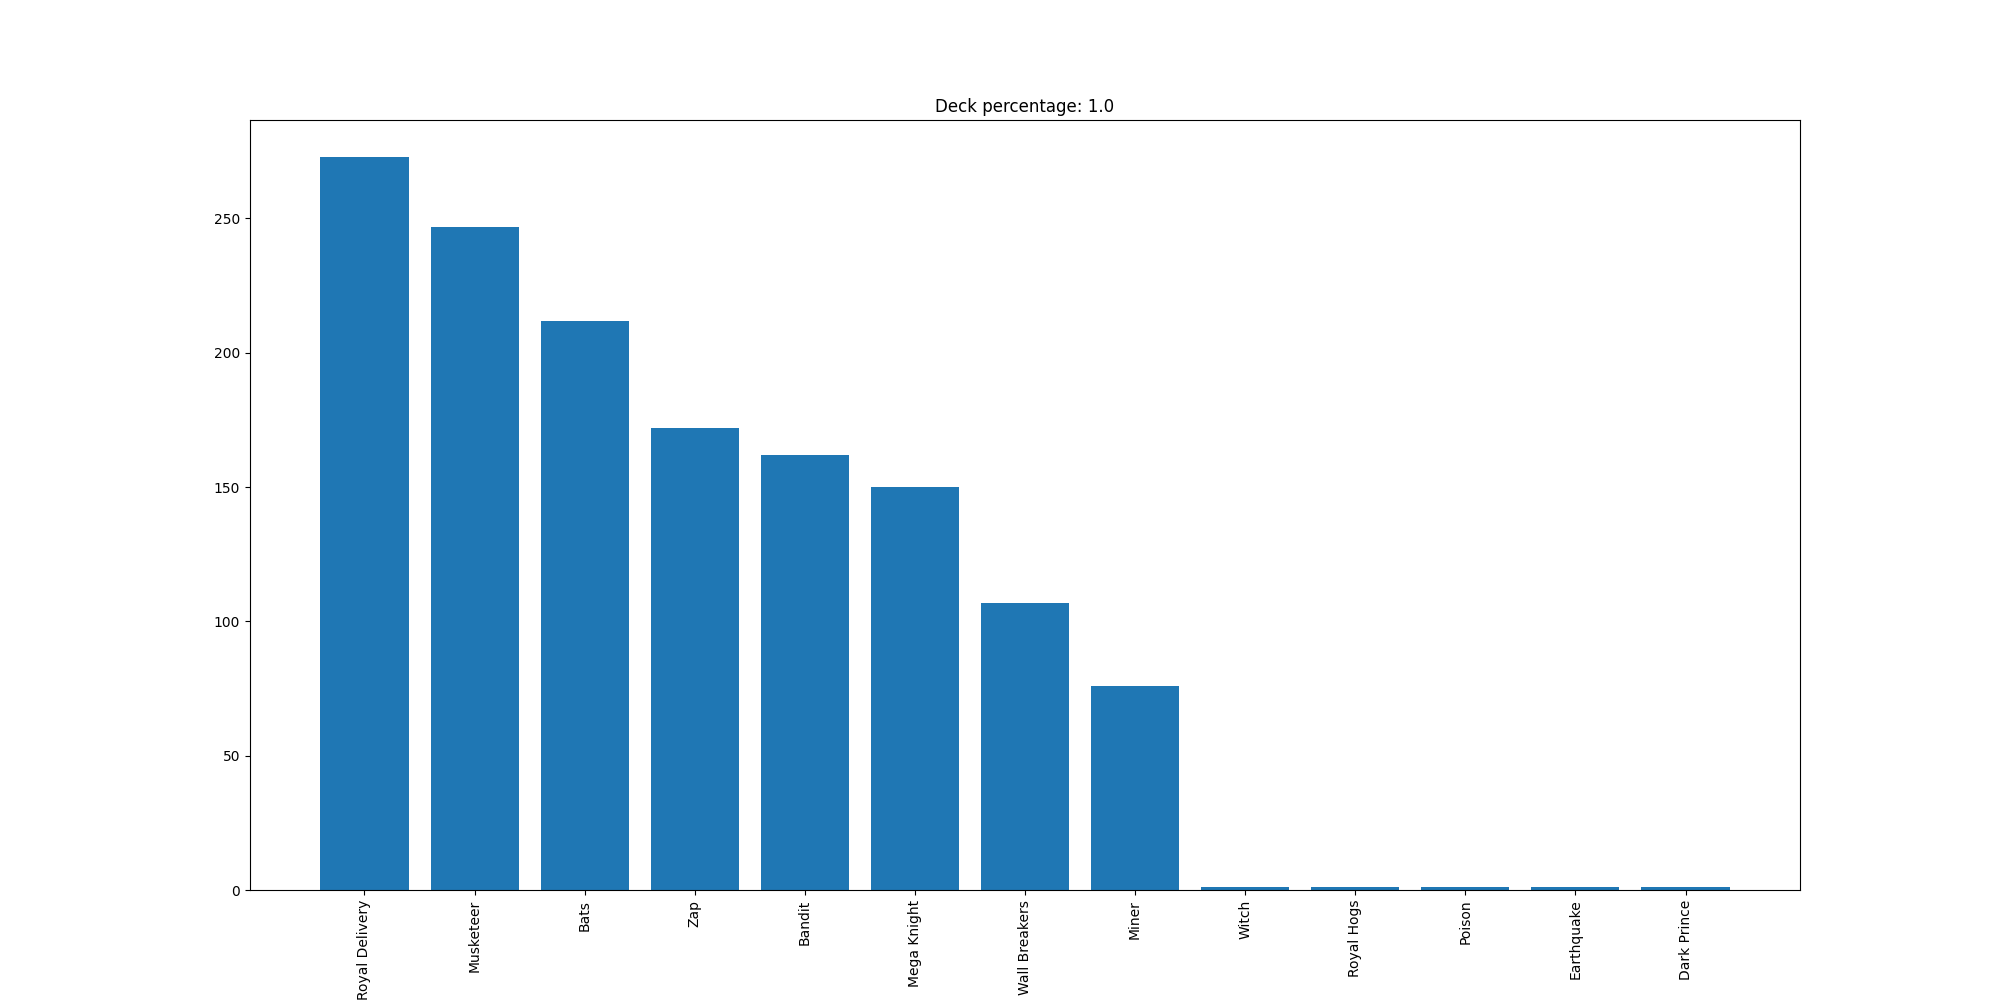 Deck percentage: 1.0
250
200
150
100
50
0
Royal Delivery
Musketeer
Bats
Zap
Bandit
Mega Knight
Wall Breakers
Miner
Witch
Royal Hogs
Poison
Earthquake
Dark Prince